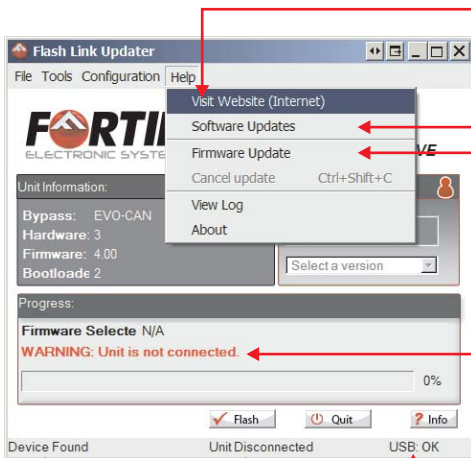 Flash Link Updater
File Tools Configuration Help
Visit Website (Internet)
Software Updates
Firmware Update
Cancel update Ctrl+Shift+C
View Log
About
FORTI
ELECTRONIC SYSTE
VE
Unit Information:
8
Bypass: EVO-CAN
Hardware: 3
Firmware: 4.00
Bootloade 2
Select a version
Progress:
Firmware Selecte N/A
WARNING: Unit is not connected.
0%
Flash Quit ? Info
Device Found Unit Disconnected USB: OK